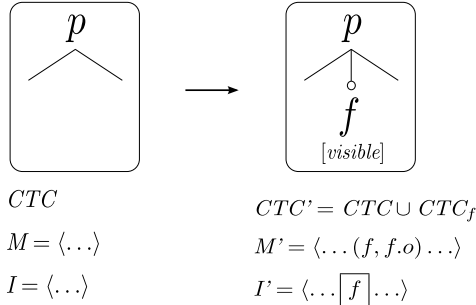 p
p
f
[visible]
CTC
M = ⟨...⟩
I = ⟨...⟩
CTC' = CTC ∪ CTC_f
M' = ⟨... (f, f.o) ...⟩
I' = ⟨... f ...⟩